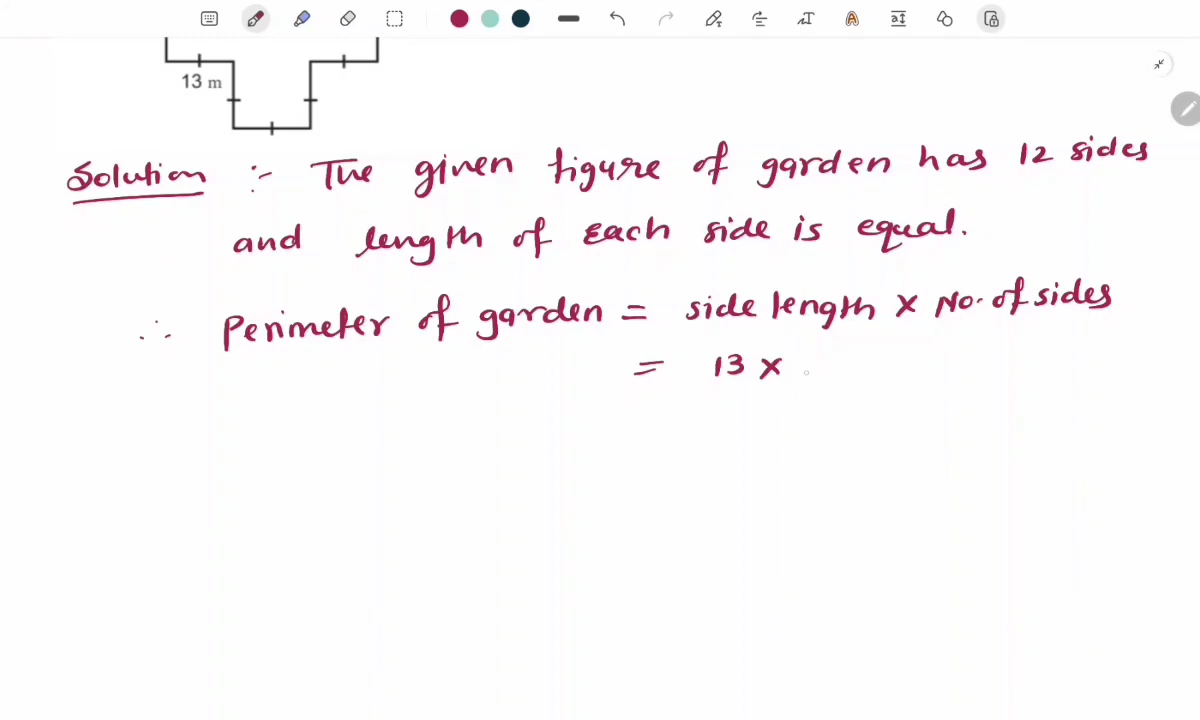 13 m
Solution :- The given figure of garden has 12 sides
and length of Each side is equal.
∴ Perimeter of garden = side length × No. of sides
= 13 ×